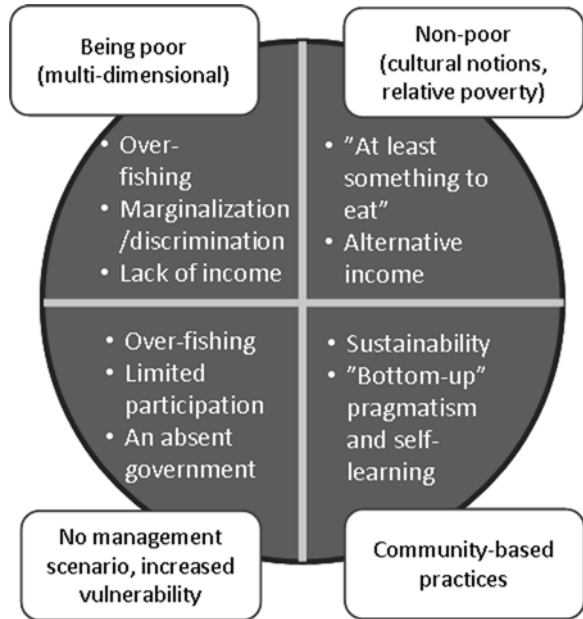 Being poor
(multi-dimensional)
Non-poor
(cultural notions,
relative poverty)
• Over-
fishing
• Marginalization
/discrimination
• Lack of income
• ”At least
something to
eat”
• Alternative
income
• Over-fishing
• Limited
participation
• An absent
government
• Sustainability
• ”Bottom-up”
pragmatism
and self-
learning
No management
scenario, increased
vulnerability
Community-based
practices